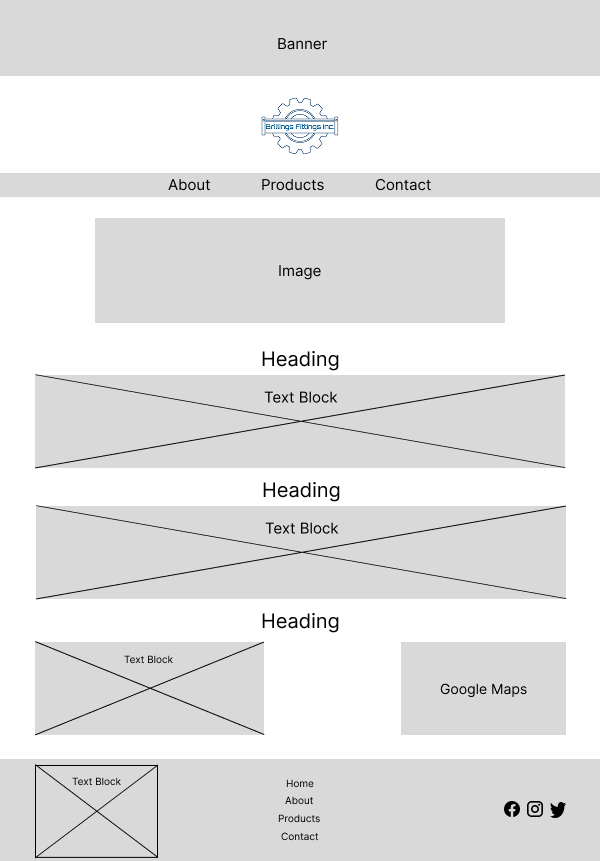 Banner
Brillings Fittings Inc.
About Products Contact
Image
Heading
Text Block
Heading
Text Block
Heading
Text Block
Google Maps
Text Block
Home
About
Products
Contact